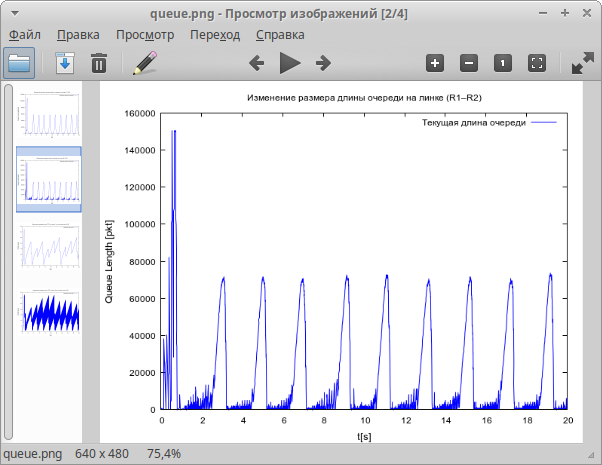 queue.png - Просмотр изображений [2/4]
Файл Правка Просмотр Переход Справка
1
Изменение размера длины очереди на линке (R1–R2)
Текущая длина очереди
160000
140000
120000
100000
80000
60000
40000
20000
0
Queue Length [pkt]
0 2 4 6 8 10 12 14 16 18 20
t[s]
queue.png 640 x 480 75,4%